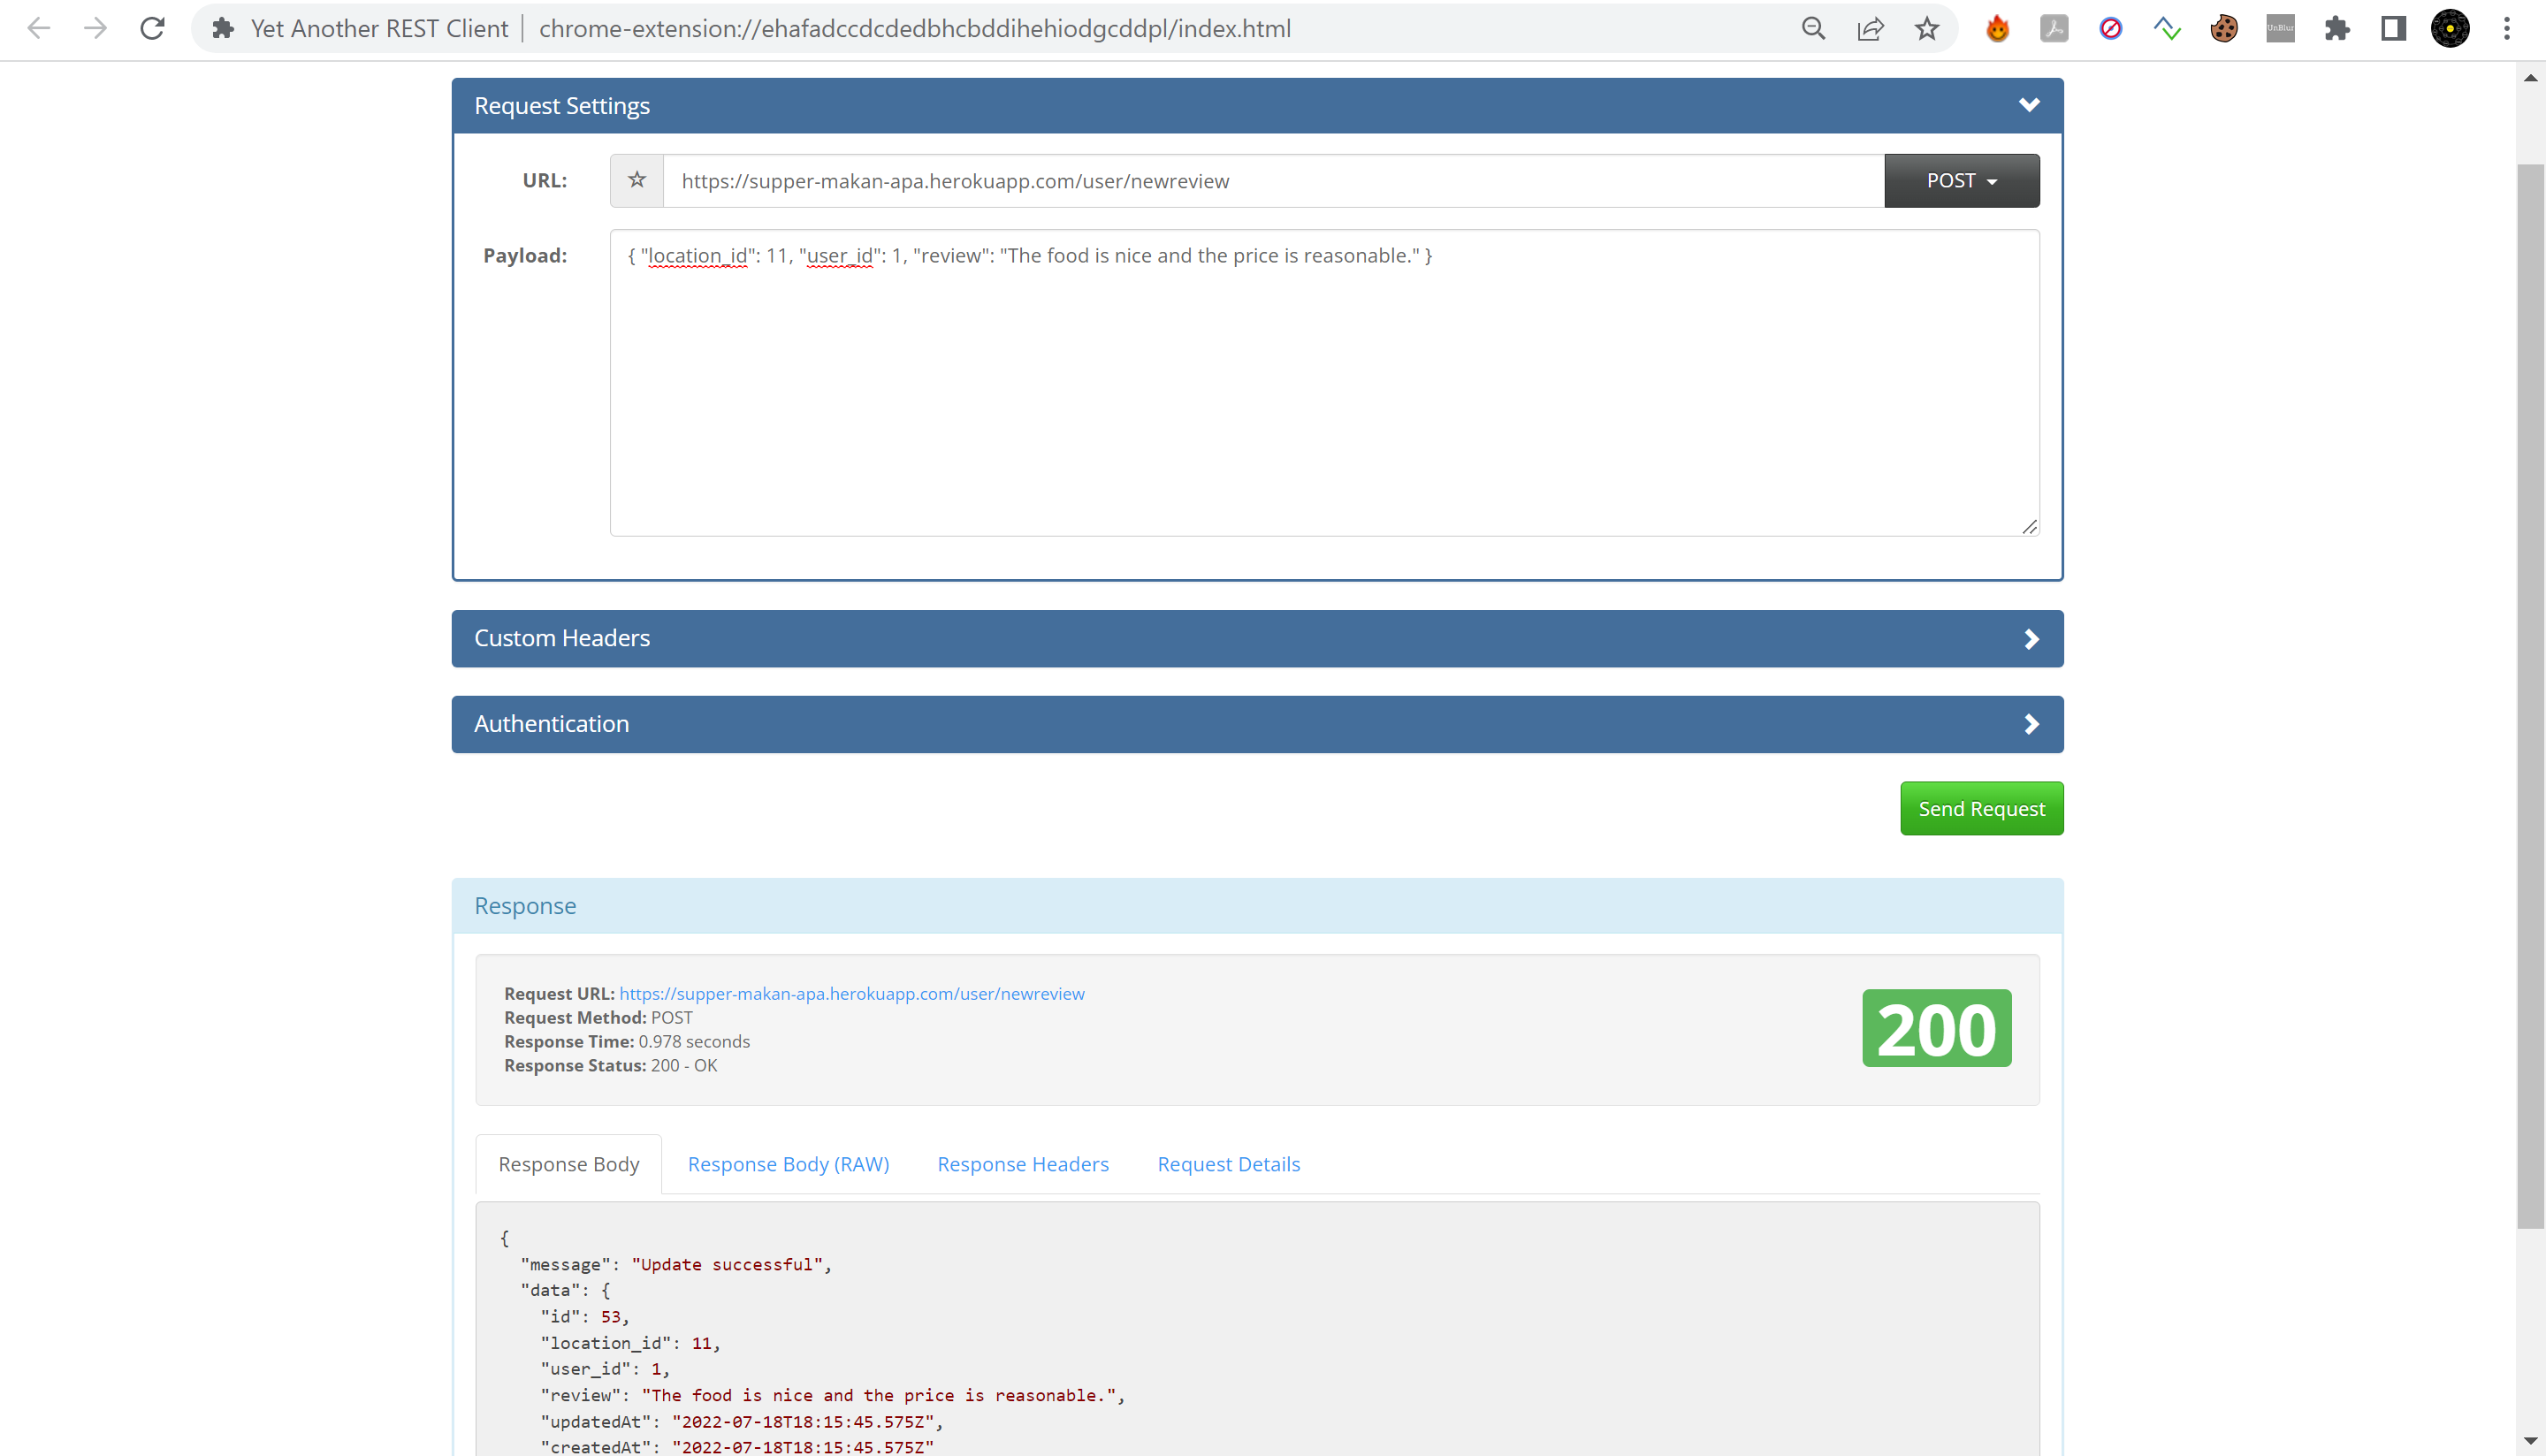 Yet Another REST Client | chrome-extension://ehafadccdcdedbhcbddihehiodgcddpl/index.html
UnBlur
Request Settings
URL: https://supper-makan-apa.herokuapp.com/user/newreview POST
Payload: { "location_id": 11, "user_id": 1, "review": "The food is nice and the price is reasonable." }
Custom Headers
Authentication
Send Request
Response
Request URL: https://supper-makan-apa.herokuapp.com/user/newreview
Request Method: POST
Response Time: 0.978 seconds
Response Status: 200 - OK
200
Response Body Response Body (RAW) Response Headers Request Details
{
"message": "Update successful",
"data": {
"id": 53,
"location_id": 11,
"user_id": 1,
"review": "The food is nice and the price is reasonable.",
"updatedAt": "2022-07-18T18:15:45.575Z",
"createdAt": "2022-07-18T18:15:45.575Z"